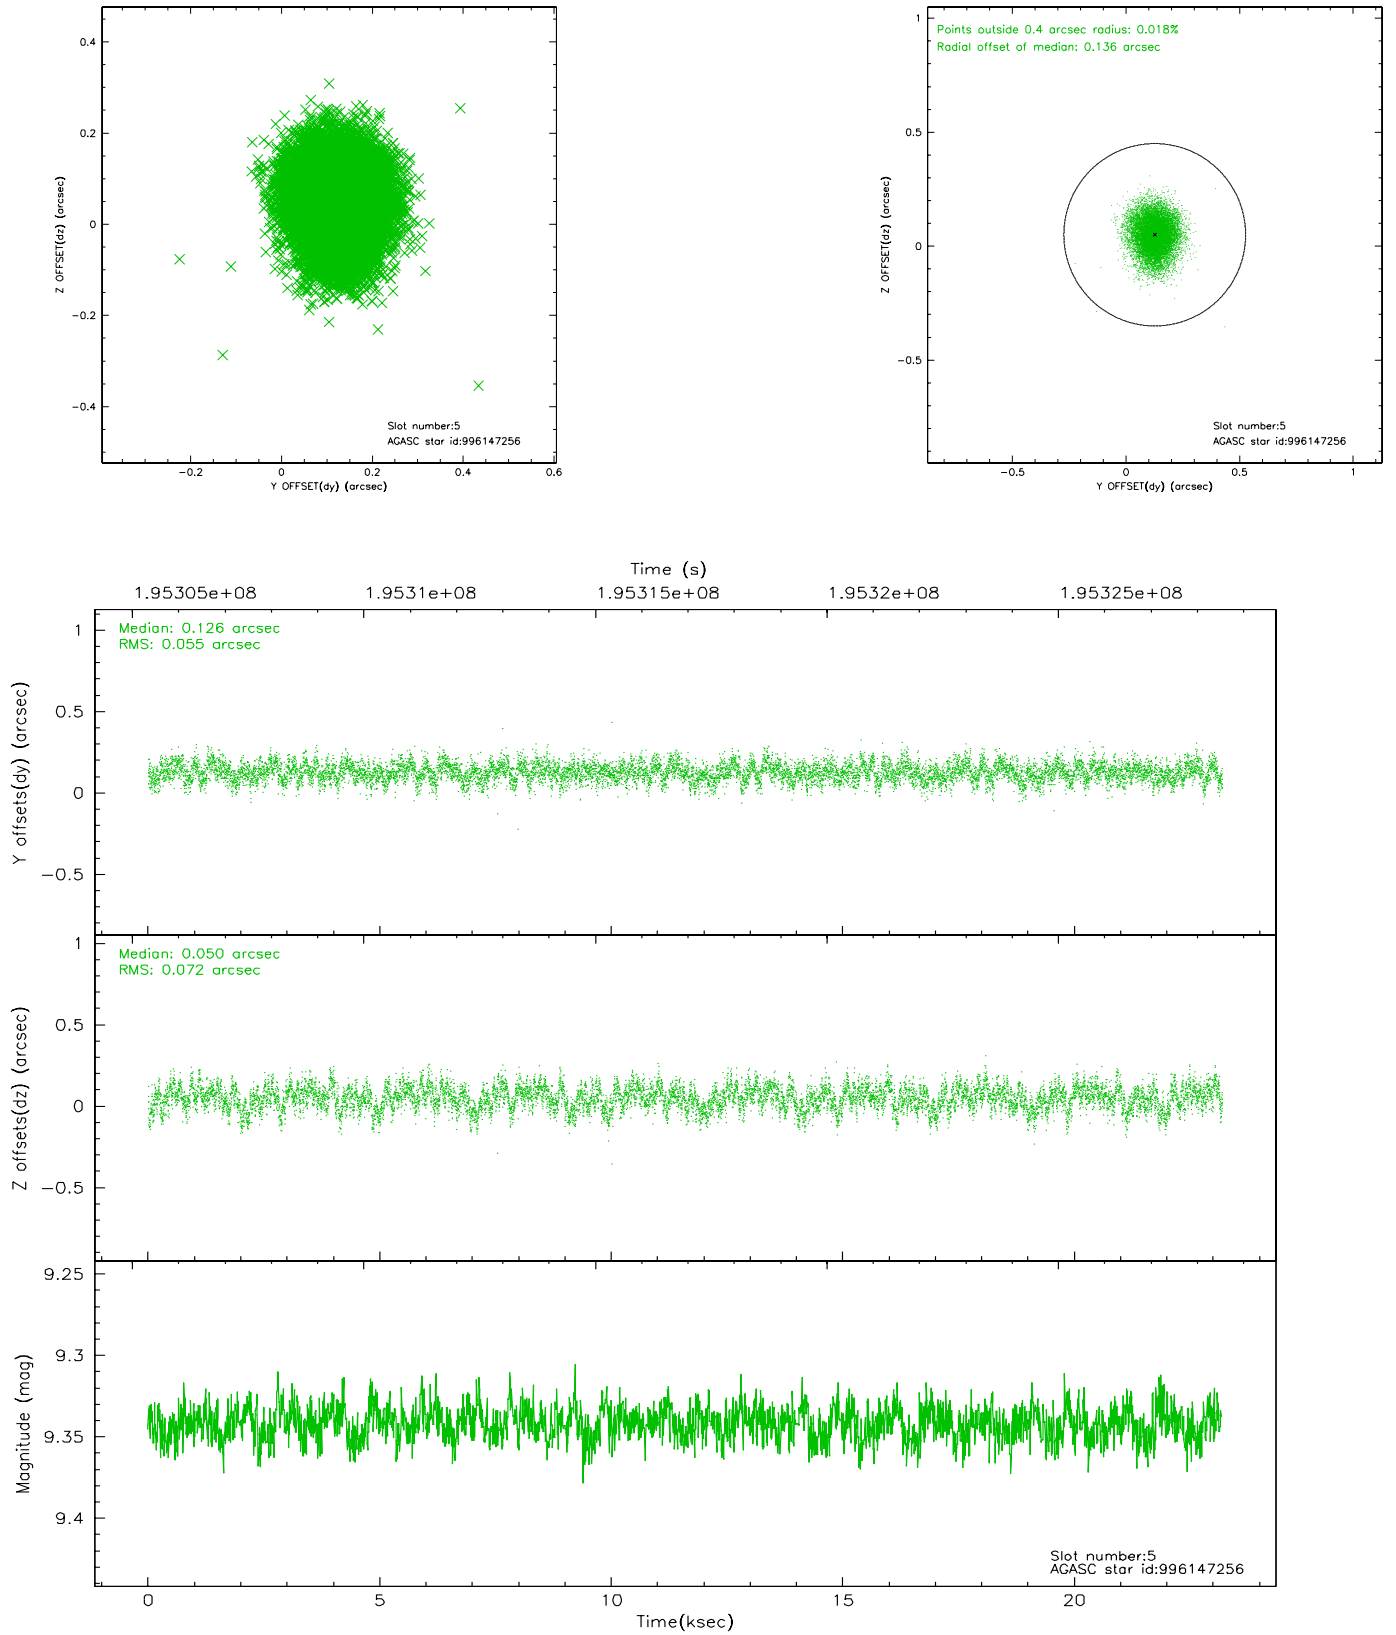 0.4
0.2
0
−0.2
−0.4
Z OFFSET(dz) (arcsec)
Slot number:5
AGASC star id:996147256
−0.2
0
0.2
0.4
0.6
Y OFFSET(dy) (arcsec)
Points outside 0.4 arcsec radius: 0.018%
Radial offset of median: 0.136 arcsec
1
0.5
0
−0.5
Z OFFSET(dz) (arcsec)
Slot number:5
AGASC star id:996147256
−0.5
0
0.5
1
Y OFFSET(dy) (arcsec)
Time (s)
1.95305e+08
1.9531e+08
1.95315e+08
1.9532e+08
1.95325e+08
Median: 0.126 arcsec
RMS: 0.055 arcsec
1
0.5
0
−0.5
Y offsets(dy) (arcsec)
Median: 0.050 arcsec
RMS: 0.072 arcsec
1
0.5
0
−0.5
Z offsets(dz) (arcsec)
9.25
9.3
9.35
9.4
Magnitude (mag)
Slot number:5
AGASC star id:996147256
0
5
10
15
20
Time(ksec)